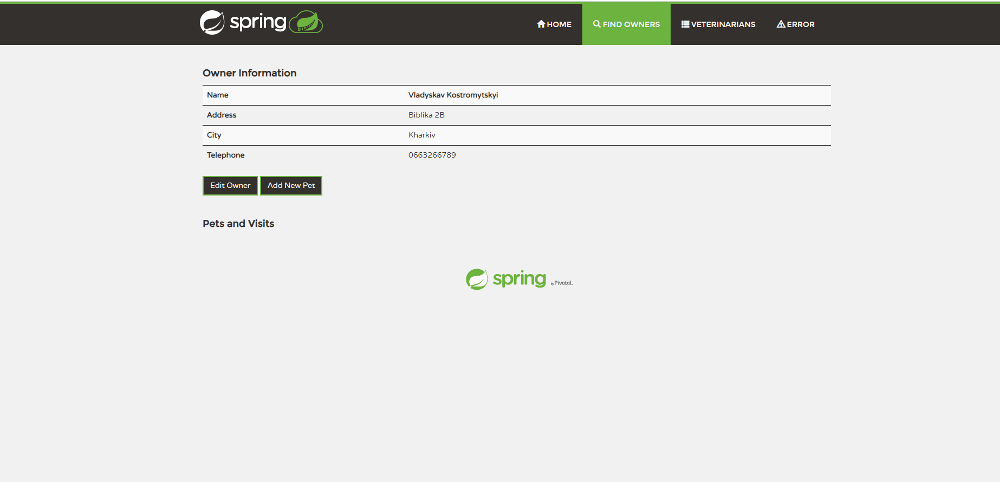 spring
HOME
FIND OWNERS
VETERINARIANS
ERROR
Owner Information
Name Vladyskav Kostromytskyi
Address Biblika 2B
City Kharkiv
Telephone 0663266789
Edit Owner Add New Pet
Pets and Visits
spring by Pivotal.